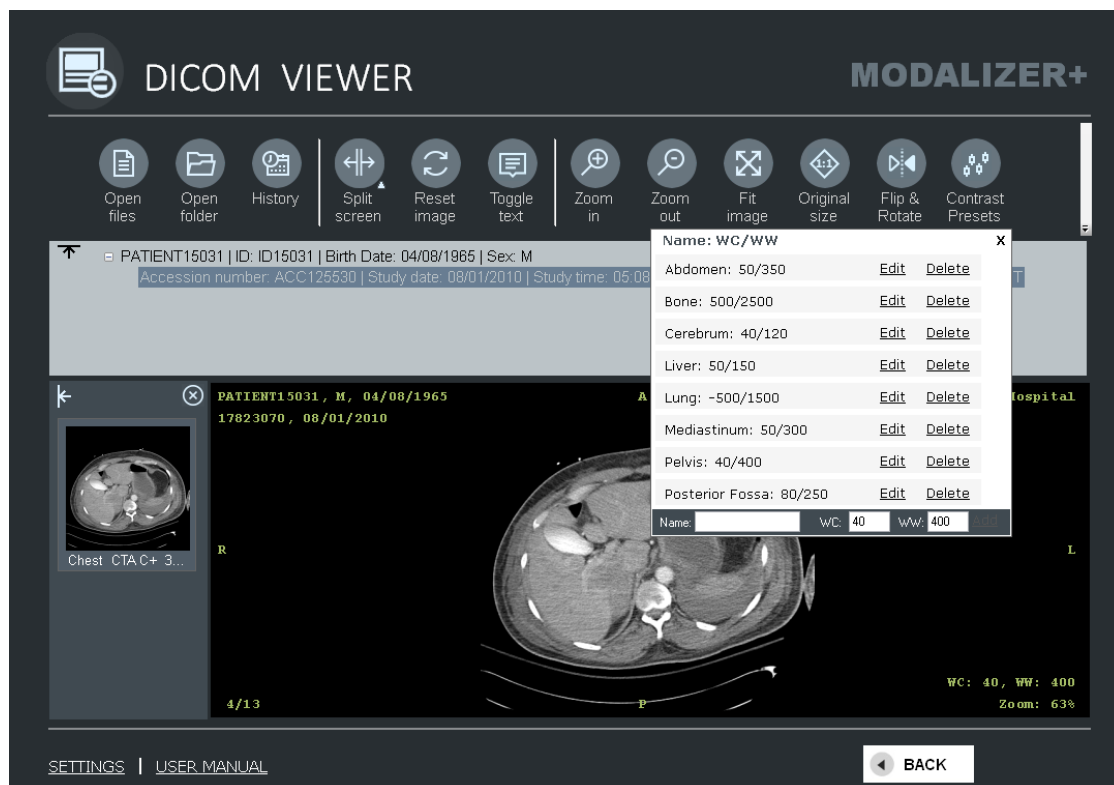 DICOM VIEWER
MODALIZER+
Open files
Open folder
History
Split screen
Reset image
Toggle text
Zoom in
Zoom out
Fit image
1:1
Original size
Flip & Rotate
Contrast Presets
PATIENT15031 | ID: ID15031 | Birth Date: 04/08/1965 | Sex: M
Accession number: ACC125530 | Study date: 08/01/2010 | Study time: 05:08
T
Name: WC/WW X
Abdomen: 50/350 Edit Delete
Bone: 500/2500 Edit Delete
Cerebrum: 40/120 Edit Delete
Liver: 50/150 Edit Delete
Lung: -500/1500 Edit Delete
Mediastinum: 50/300 Edit Delete
Pelvis: 40/400 Edit Delete
Posterior Fossa: 80/250 Edit Delete
Name: WC: 40 WW: 400 Add
Chest CTA C+ 3...
PATIENT15031, M, 04/08/1965
17823070, 08/01/2010
A
Hospital
R
L
4/13
P
WC: 40, WW: 400
Zoom: 63%
SETTINGS | USER MANUAL
BACK